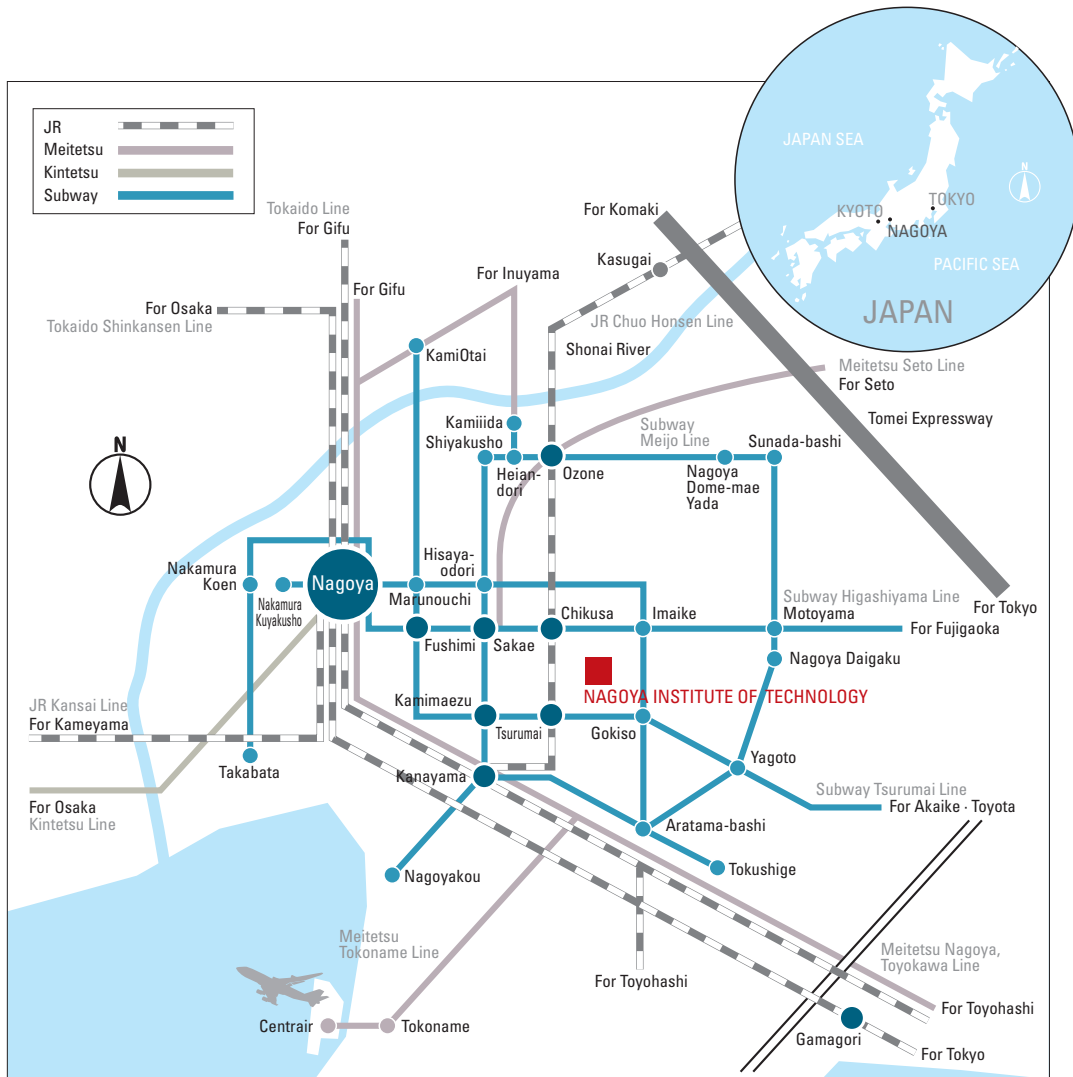 JR
Meitetsu
Kintetsu
Subway
JAPAN SEA
TOKYO
KYOTO
NAGOYA
PACIFIC SEA
JAPAN
N
Tokaido Line
For Gifu
For Komaki
Kasugai
For Inuyama
For Gifu
For Osaka
Tokaido Shinkansen Line
JR Chuo Honsen Line
Shonai River
KamiOtai
Meitetsu Seto Line
For Seto
Tomei Expressway
Kamiiida
Shiyakusho
Subway
Meijo Line
Sunada-bashi
N
Heian-
dori
Ozone
Nagoya
Dome-mae
Yada
Hisaya-
odori
Nakamura
Koen
Nagoya
Nakamura
Kuyakusho
Marunouchi
Subway Higashiyama Line
For Tokyo
Chikusa
Imaike
Motoyama
For Fujigaoka
Fushimi
Sakae
Nagoya Daigaku
NAGOYA INSTITUTE OF TECHNOLOGY
JR Kansai Line
For Kameyama
Kamimaezu
Tsurumai
Gokiso
Takabata
Kanayama
Yagoto
Subway Tsurumai Line
For Akaike · Toyota
For Osaka
Kintetsu Line
Aratama-bashi
Tokushige
Nagoyakou
Meitetsu
Tokoname Line
For Toyohashi
Meitetsu Nagoya,
Toyokawa Line
For Toyohashi
Centrair
Tokoname
Gamagori
For Tokyo